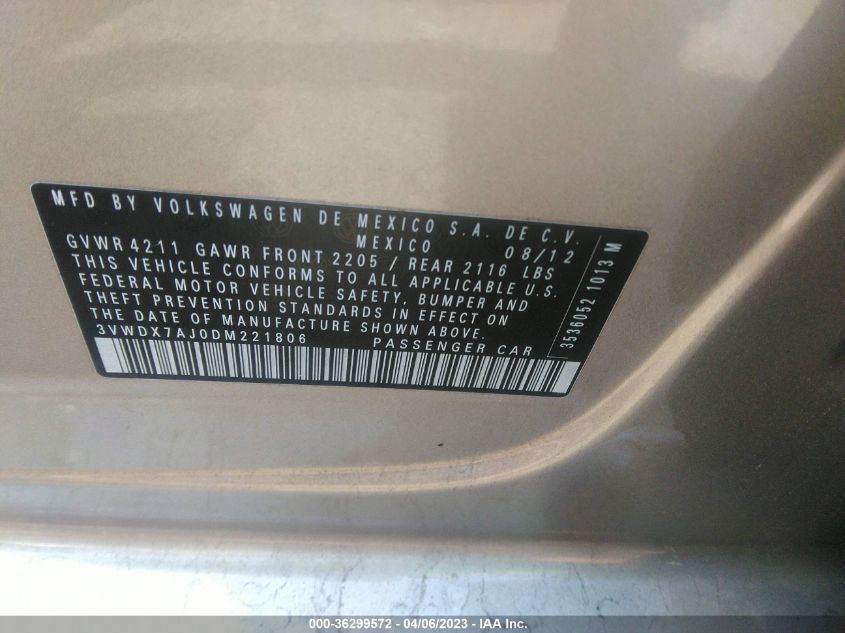 MFD BY VOLKSWAGEN DE MEXICO S.A. DE C.V.
MEXICO 08/12
GVWR 4211 GAWR FRONT 2205 / REAR 2116 LBS
THIS VEHICLE CONFORMS TO ALL APPLICABLE U.S.
FEDERAL MOTOR VEHICLE SAFETY, BUMPER AND
THEFT PREVENTION STANDARDS IN EFFECT ON
THE DATE OF MANUFACTURE SHOWN ABOVE.
3VWDX7AJ0DM221806 PASSENGER CAR
3536052 1013 M
000-36299572 - 04/06/2023 - IAA Inc.